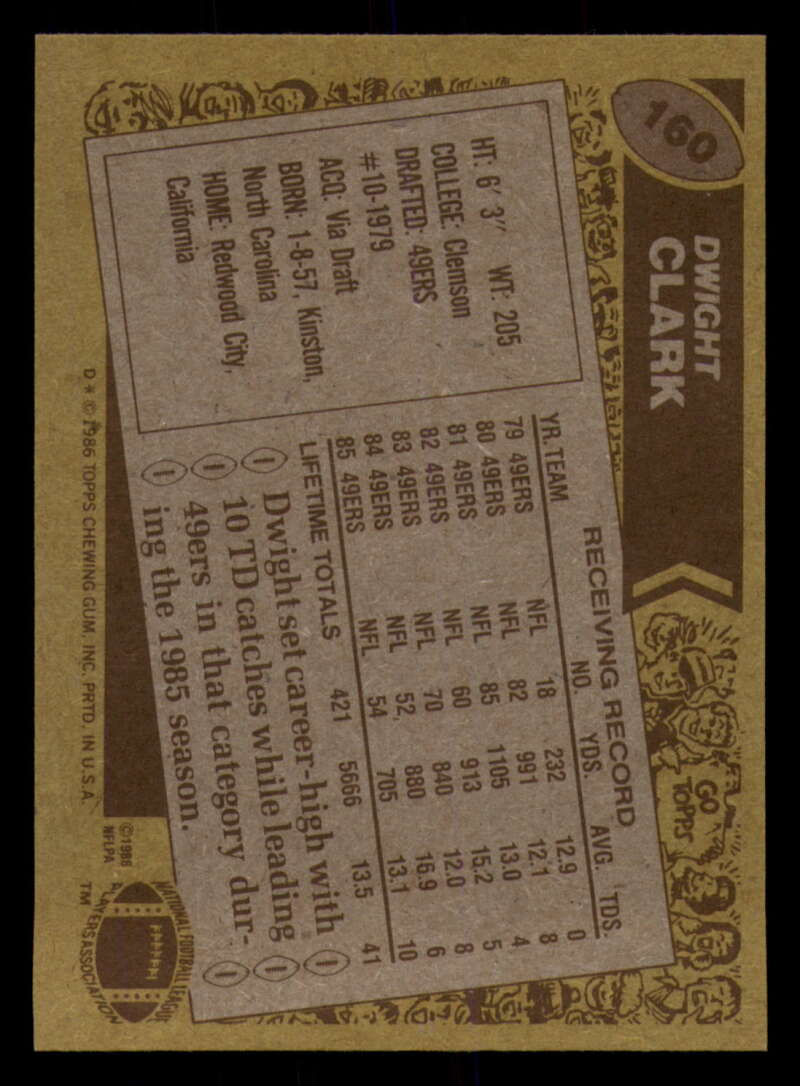 160
DWIGHT
CLARK
GO
TOPPS
HT: 6' 3" WT: 205
COLLEGE: Clemson
DRAFTED: 49ERS
#10-1979
ACQ: Via Draft
BORN: 1-8-57, Kinston,
North Carolina
HOME: Redwood City,
California
RECEIVING RECORD
YR. TEAM NO. YDS. AVG. TDS.
79 49ERS NFL 18 232 12.9 0
80 49ERS NFL 82 991 12.1 8
81 49ERS NFL 85 1105 13.0 4
82 49ERS NFL 60 913 15.2 5
83 49ERS NFL 70 840 12.0 8
84 49ERS NFL 52 880 16.9 6
85 49ERS NFL 54 705 13.1 10
LIFETIME TOTALS 421 5666 13.5 41
Dwight set career-high with
10 TD catches while leading
49ers in that category dur-
ing the 1985 season.
©1986
NFLPA
NATIONAL FOOTBALL LEAGUE
PLAYERS ASSOCIATION
TM
D * © 1986 TOPPS CHEWING GUM, INC. PRTD. IN U.S.A.